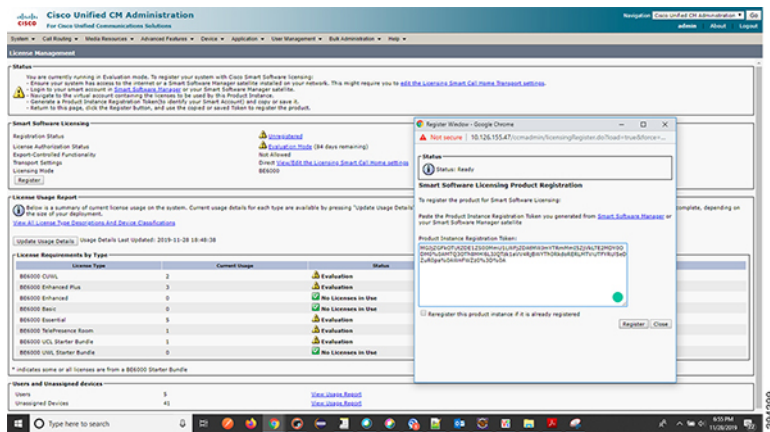 Cisco Unified CM Administration
CISCO For Cisco Unified Communications Solutions
Navigation Cisco Unified CM Administration Go
admin About Logout
System Call Routing Media Resources Advanced Features Device Application User Management Bulk Administration Help
License Management
Status
You are currently running in Evaluation mode. To register your system with Cisco Smart Software licensing:
- Ensure your system has access to the internet or a Smart Software Manager satellite installed on your network. This might require you to edit the Licensing Smart Call Home Transport settings.
- Login to your smart account in Smart Software Manager or your Smart Software Manager satellite.
- Navigate to the virtual account containing the licenses to be used by this Product Instance.
- Generate a Product Instance Registration Token(to identify your Smart Account) and copy or save it.
- Return to this page, click the Register Button, and use the copied or saved Token to register the product.
Smart Software Licensing
Registration Status Unregistered
License Authorization Status Evaluation Mode (84 days remaining)
Export-Controlled Functionality Not Allowed
Transport Settings Direct View/Edit the Licensing Smart Call Home settings
Licensing Mode BE6000
Register
License Usage Report
Below is a summary of current license usage on the system. Current usage details for each type are available by pressing "Update Usage Details
complete, depending on
the size of your deployment.
View All License Type Descriptions And Device Classifications
Update Usage Details Usage Details Last Updated: 2019-11-28 18:46:38
License Requirements by Type
License Type Current Usage Status
BE6000 CUWL 2 Evaluation
BE6000 Enhanced Plus 3 Evaluation
BE6000 Enhanced 0 No Licenses in Use
BE6000 Basic 0 No Licenses in Use
BE6000 Essential 5 Evaluation
BE6000 TelePresence Room 1 Evaluation
BE6000 UCL Starter Bundle 1 Evaluation
BE6000 UWL Starter Bundle 0 No Licenses in Use
* indicates some or all licenses are from a BE6000 Starter Bundle
Users and Unassigned devices
Users 5 View Usage Report
Unassigned Devices 41 View Usage Report
Register Window - Google Chrome
Not secure 10.126.155.47/ccmadmin/licensingRegister.do?load=true&force=...
Status
Status: Ready
Smart Software Licensing Product Registration
To register the product for Smart Software Licensing:
Paste the Product Instance Registration Token you generated from Smart Software Manager or
your Smart Software Manager satellite
Product Instance Registration Token:
Reregister this product instance if it is already registered
Register Close
Type here to search
6:55 PM
11/28/2019